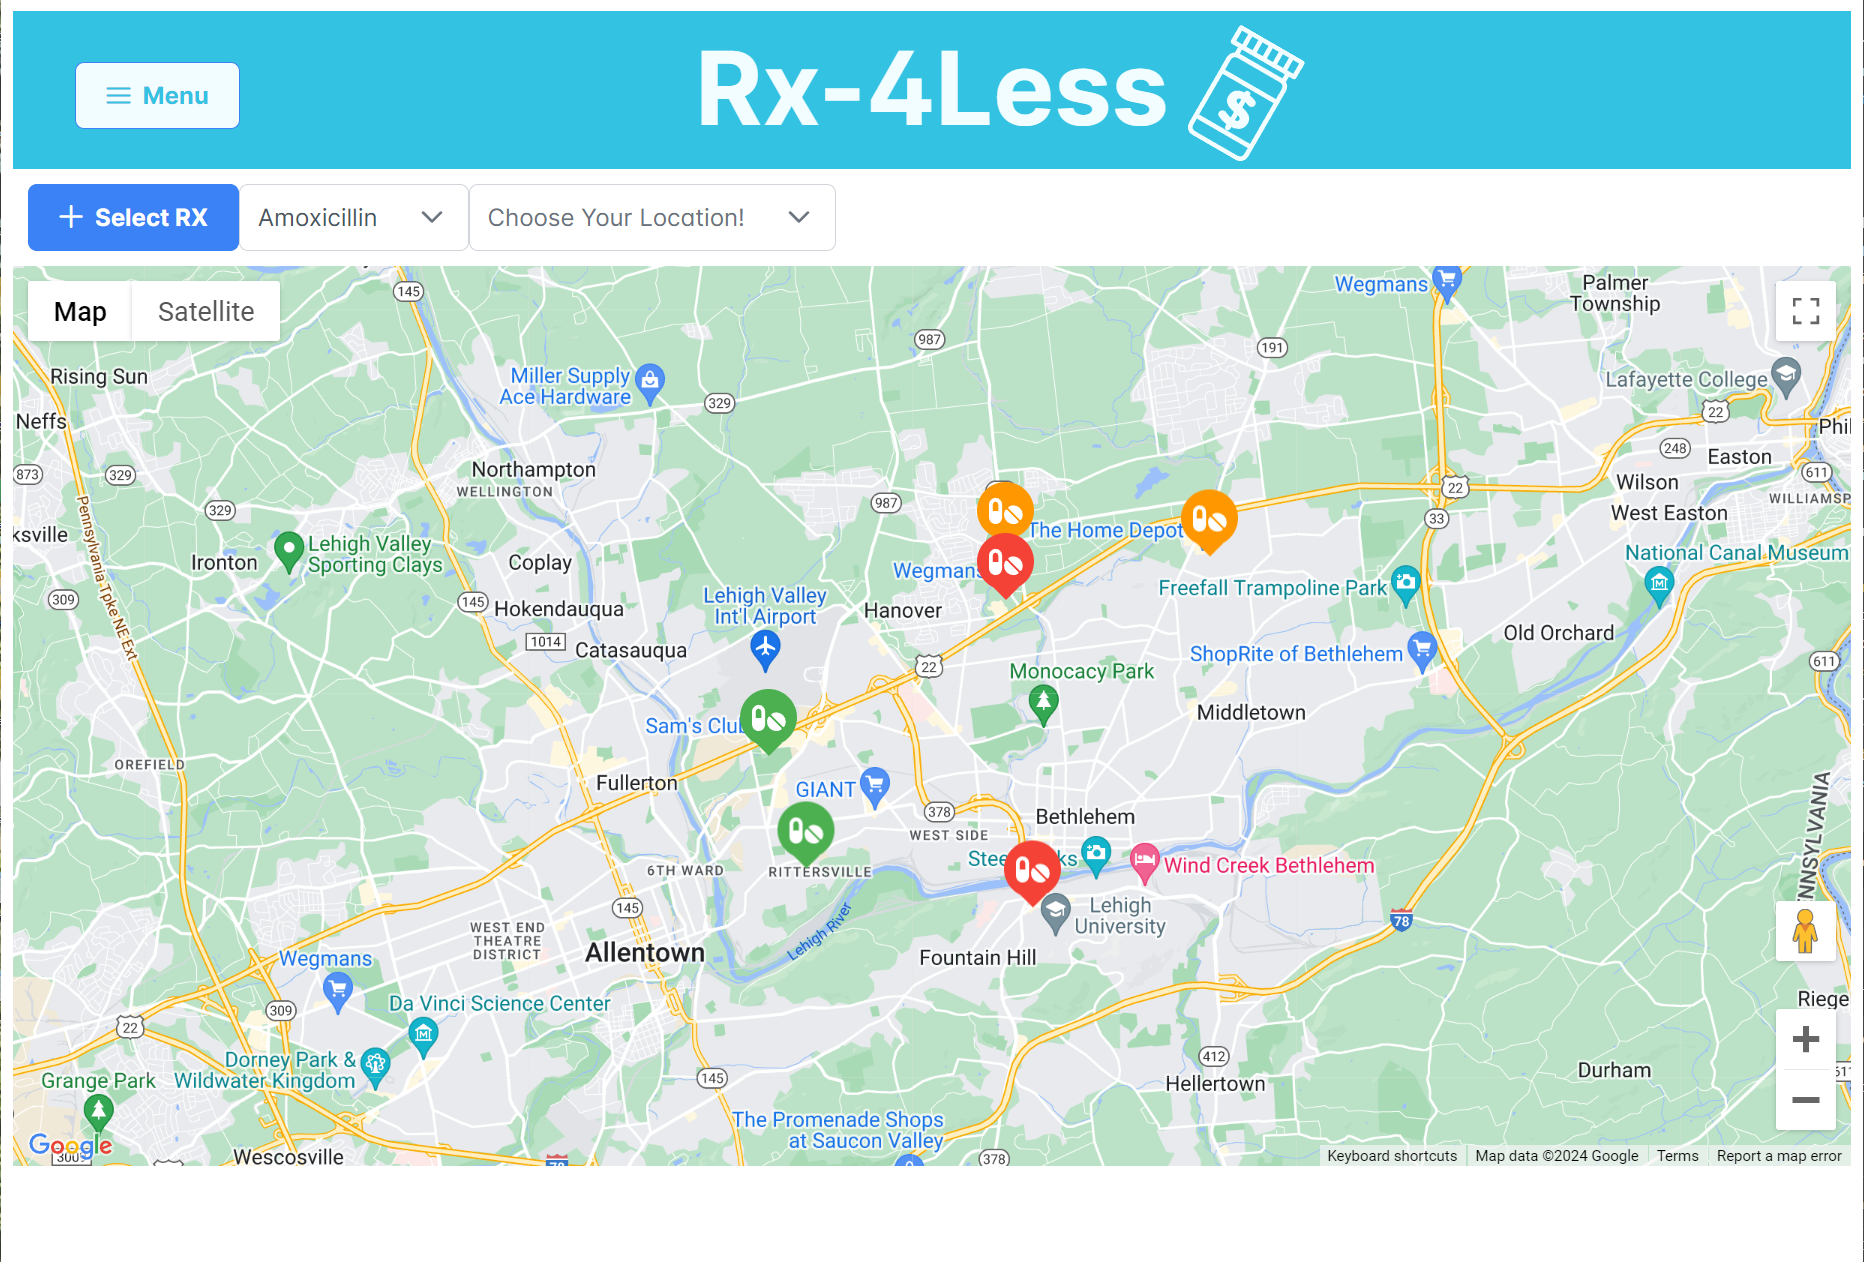 Rx-4Less
Menu
Select RX
Amoxicillin
Choose Your Location!
Map
Satellite
145
Wegmans
Palmer
Township
987
191
Rising Sun
Miller Supply
Ace Hardware
329
Lafayette College
22
Neffs
Phil
248
Easton
873
329
Northampton
WELLINGTON
611
Wilson
22
WILLIAMSP
Pennsylvania Tpke NE Ext
329
987
33
West Easton
ksville
The Home Depot
Lehigh Valley
Sporting Clays
Ironton
Coplay
National Canal Museum
Wegmans
Freefall Trampoline Park
309
145
Hokendauqua
Lehigh Valley
Int'l Airport
Hanover
1014
Catasauqua
Old Orchard
ShopRite of Bethlehem
611
22
Monocacy Park
Middletown
Sam's Club
OREFIELD
Fullerton
GIANT
378
Bethlehem
WEST SIDE
6TH WARD
RITTERSVILLE
Wind Creek Bethlehem
NNSYLVANIA
145
Lehigh
University
78
WEST END
THEATRE
DISTRICT
Lehigh River
Allentown
Fountain Hill
Wegmans
Da Vinci Science Center
309
22
Riege
Dorney Park &
Wildwater Kingdom
412
Hellertown
Durham
Grange Park
145
The Promenade Shops
at Saucon Valley
Google
Wescosville
378
Keyboard shortcuts
Map data ©2024 Google
Terms
Report a map error